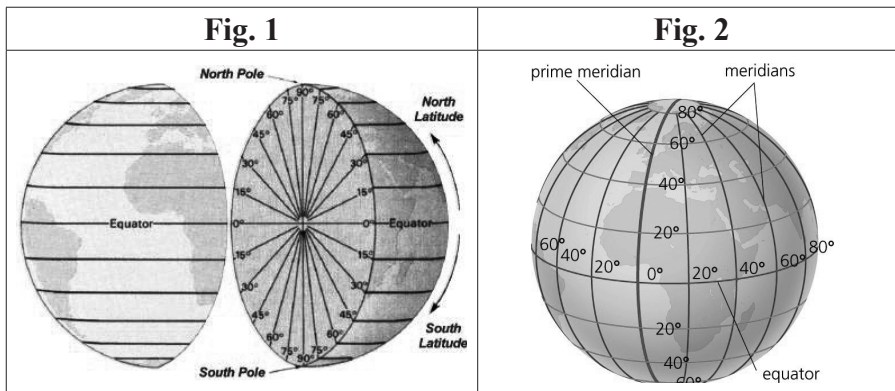 Fig. 1
North Pole
90°
75° 75°
60° 60°
North
Latitude
45° 45°
30° 30°
15° 15°
Equator 0° 0° Equator
15° 15°
30° 30°
45° 45°
60° 60°
75° 75°
90°
South
Latitude
South Pole
Fig. 2
prime meridian
meridians
80°
60°
40°
20°
60° 40° 20° 0° 20° 40° 60° 80°
20°
40°
60°
equator